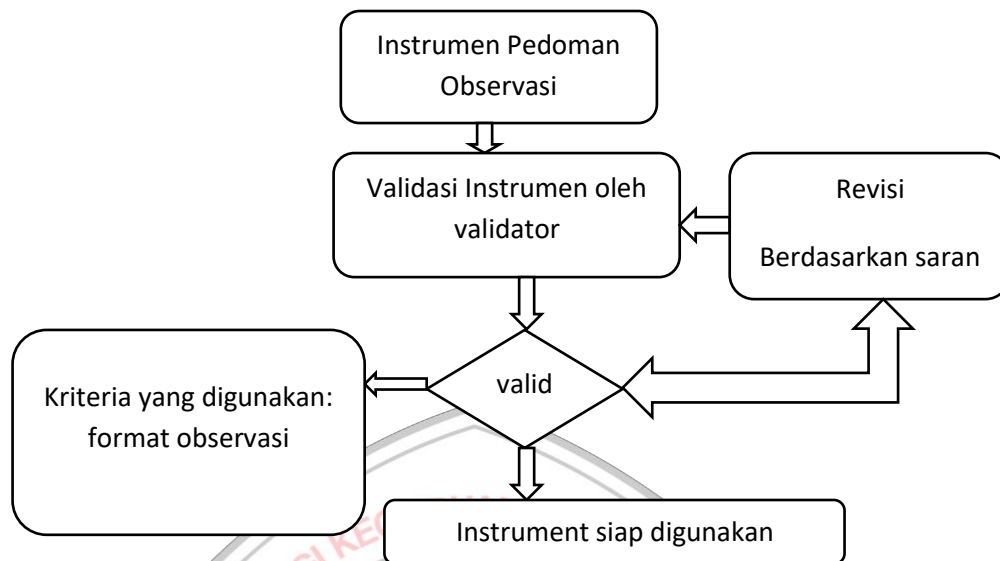 Instrumen Pedoman
Observasi
Validasi Instrumen oleh
validator
Revisi
Berdasarkan saran
valid
Kriteria yang digunakan:
format observasi
Instrument siap digunakan